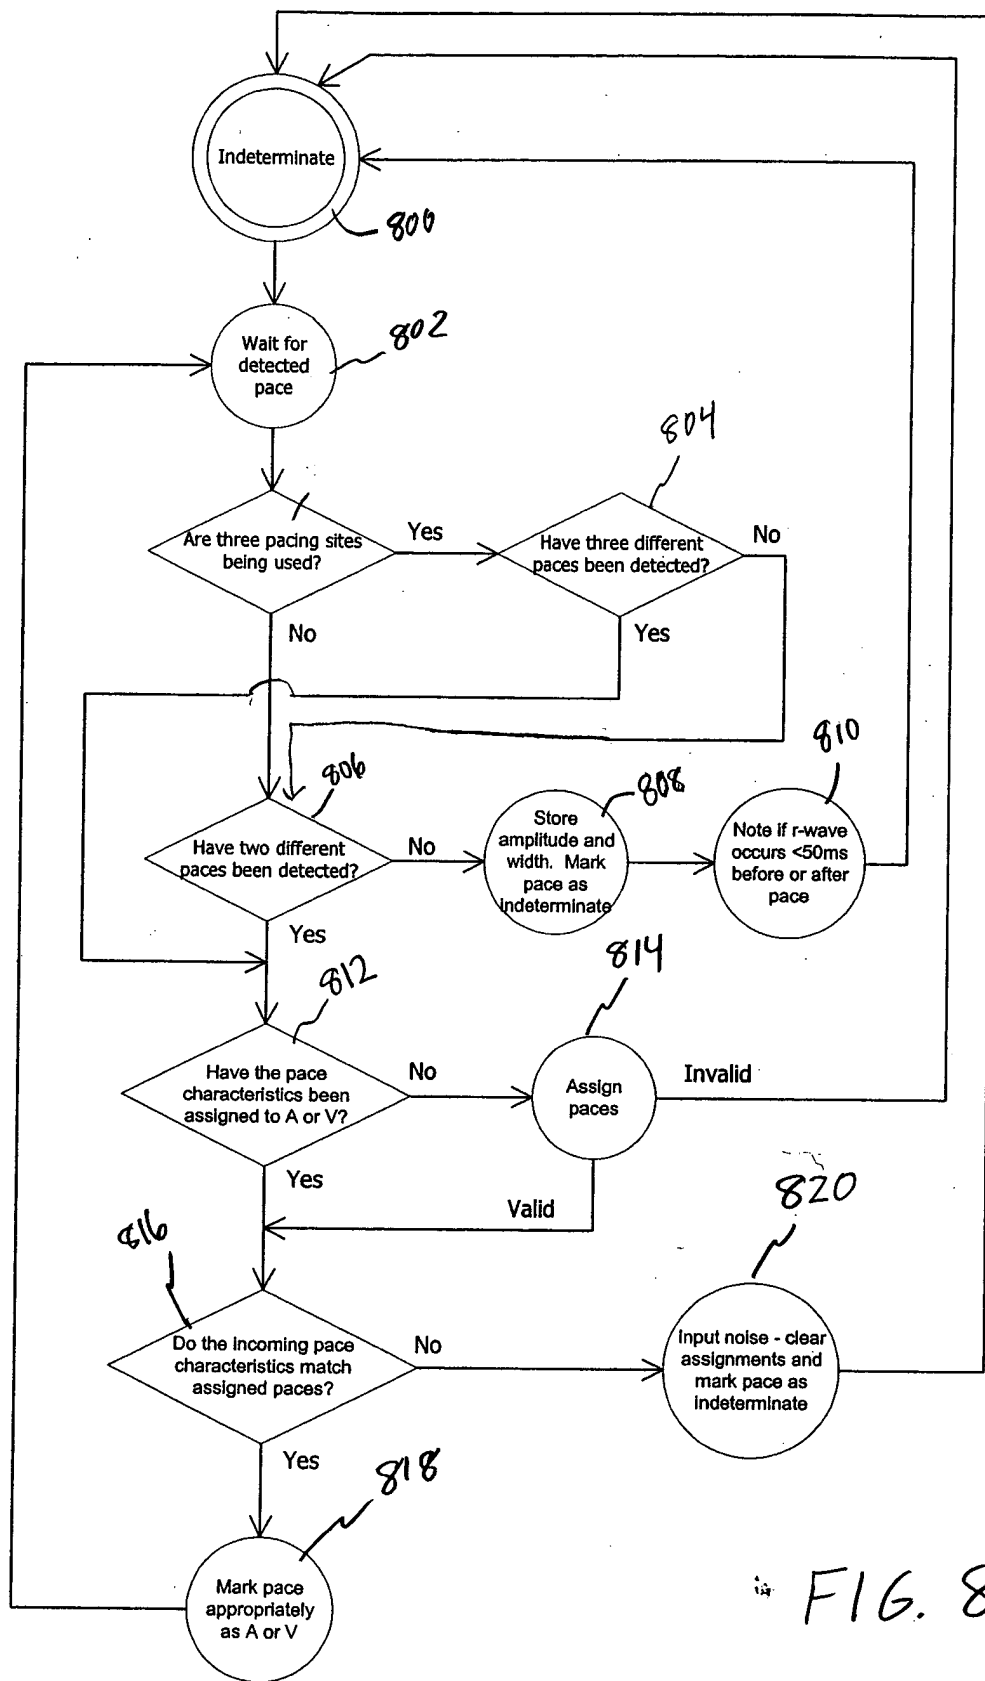 Indeterminate
800
Wait for
detected
pace
802
804
Are three pacing sites
being used?
Yes
Have three different
paces been detected?
No
No
Yes
806
Have two different
paces been detected?
No
Store
amplitude and
width. Mark
pace as
indeterminate
808
Note if r-wave
occurs <50ms
before or after
pace
810
Yes
812
Have the pace
characteristics been
assigned to A or V?
No
814
Assign
paces
Invalid
Yes
Valid
816
Do the incoming pace
characteristics match
assigned paces?
No
820
Input noise - clear
assignments and
mark pace as
indeterminate
Yes
818
Mark pace
appropriately
as A or V
FIG. 8